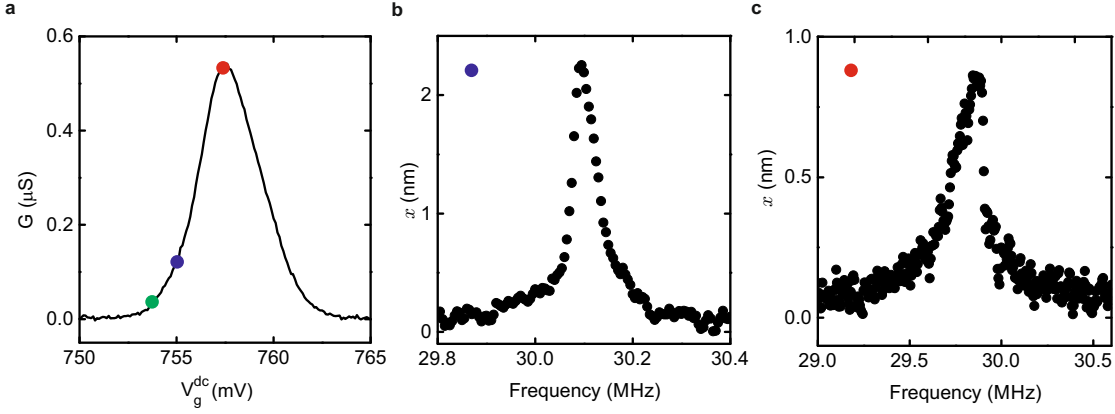 a
0.6
0.4
0.2
0.0
G (μS)
750
755
760
765
V_g^dc (mV)
b
2
1
0
x (nm)
29.8
30.0
30.2
30.4
Frequency (MHz)
c
1.0
0.5
0.0
x (nm)
29.0
29.5
30.0
30.5
Frequency (MHz)